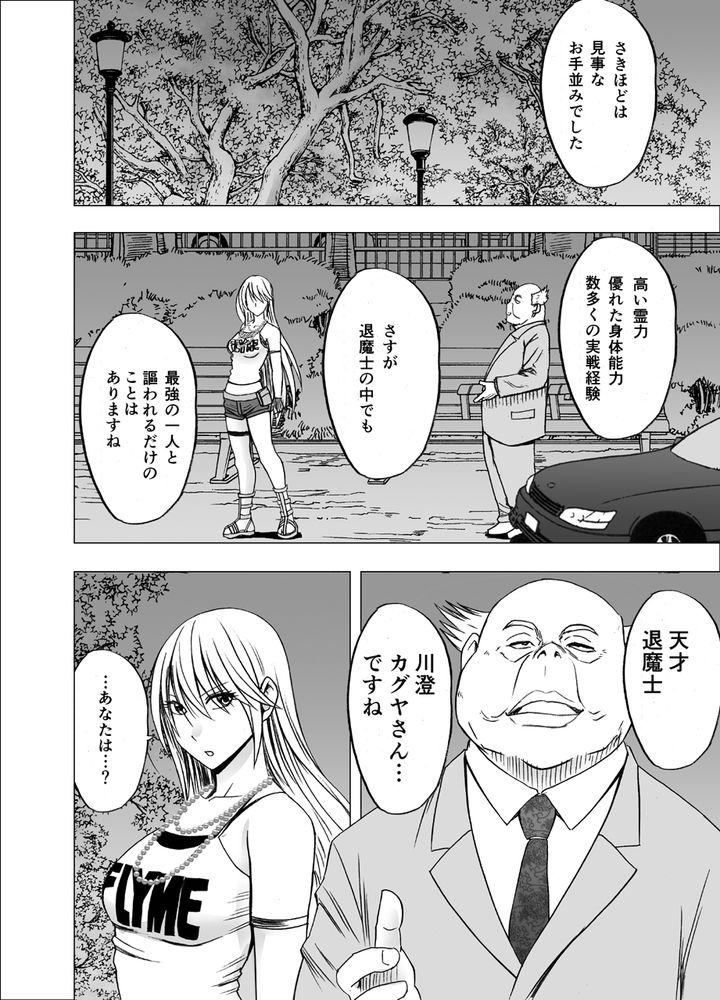 さきほどは
見事な
お手並みでした
高い霊力
優れた身体能力
数多くの実戦経験
さすが
退魔士の中でも
最強の一人と
謳われるだけの
ことは
ありますね
天才
退魔士
川澄
カグヤさん…
ですね
…あなたは…?
FLYME